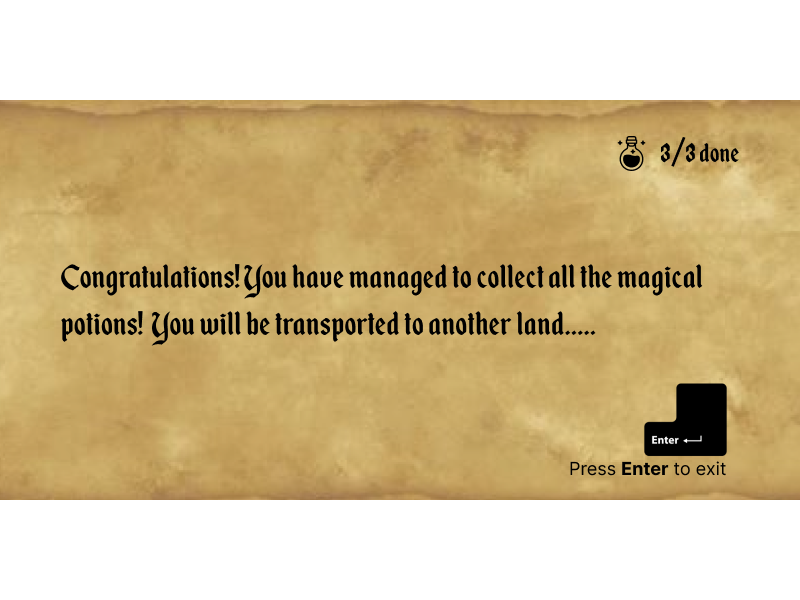 3/3 done
Congratulations! You have managed to collect all the magical
potions! You will be transported to another land.....
Enter
Press Enter to exit